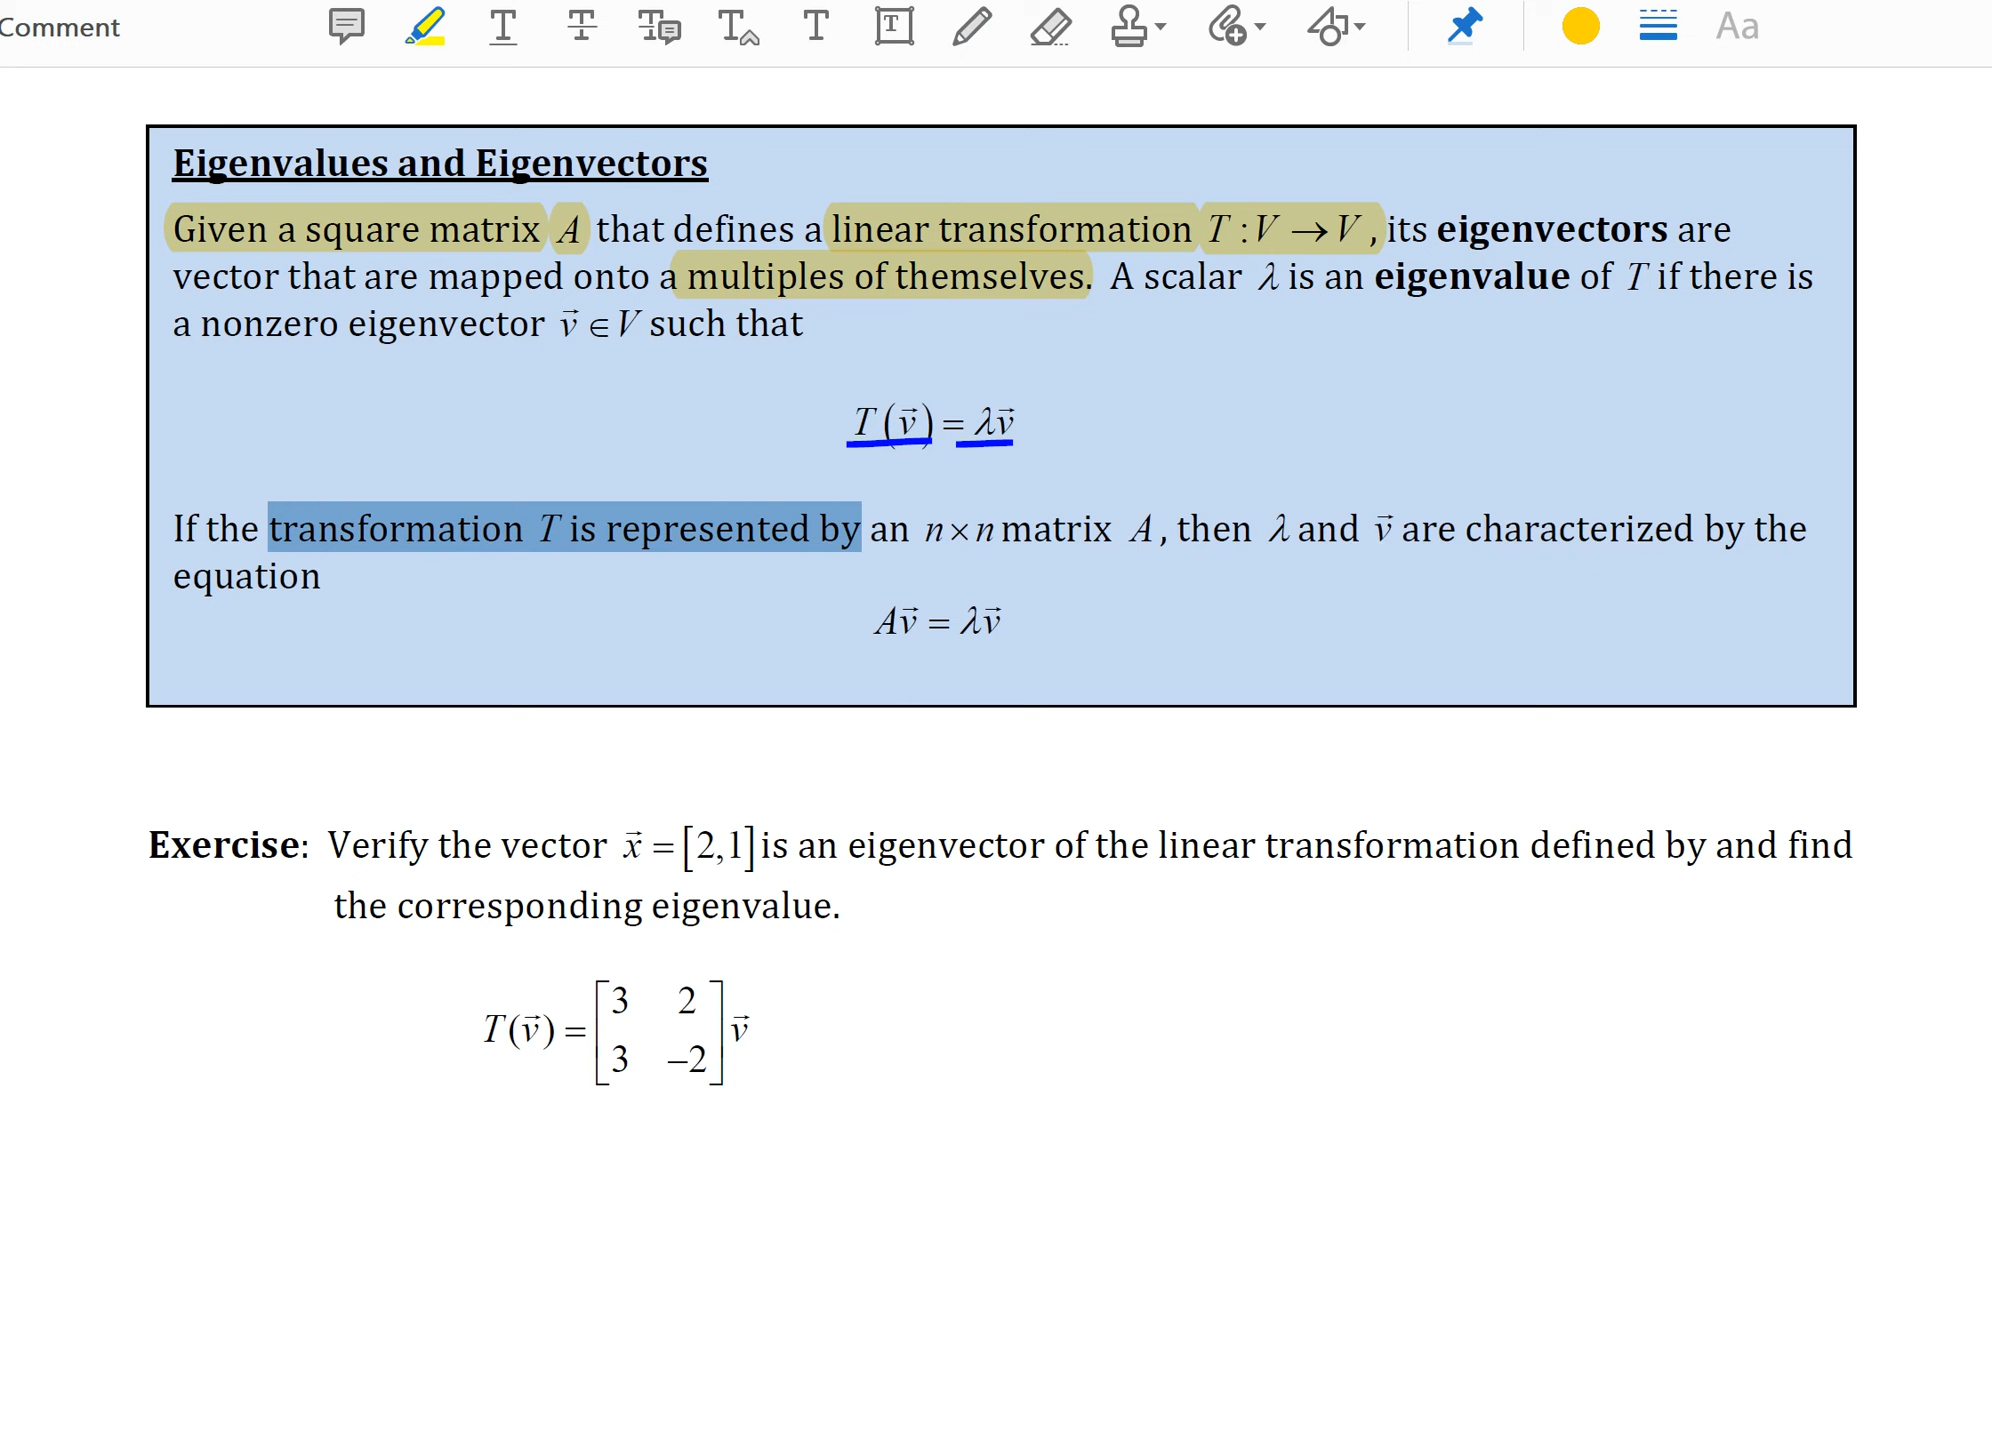 Comment
Aa
Eigenvalues and Eigenvectors
Given a square matrix A that defines a linear transformation T : V → V , its eigenvectors are
vector that are mapped onto a multiples of themselves. A scalar λ is an eigenvalue of T if there is
a nonzero eigenvector v⃗ ∈ V such that
T (v⃗) = λv⃗
If the transformation T is represented by an n × n matrix A, then λ and v⃗ are characterized by the
equation
Av⃗ = λv⃗
Exercise: Verify the vector x⃗ = [2,1] is an eigenvector of the linear transformation defined by and find
the corresponding eigenvalue.
T(v⃗) = [3 2; 3 −2] v⃗